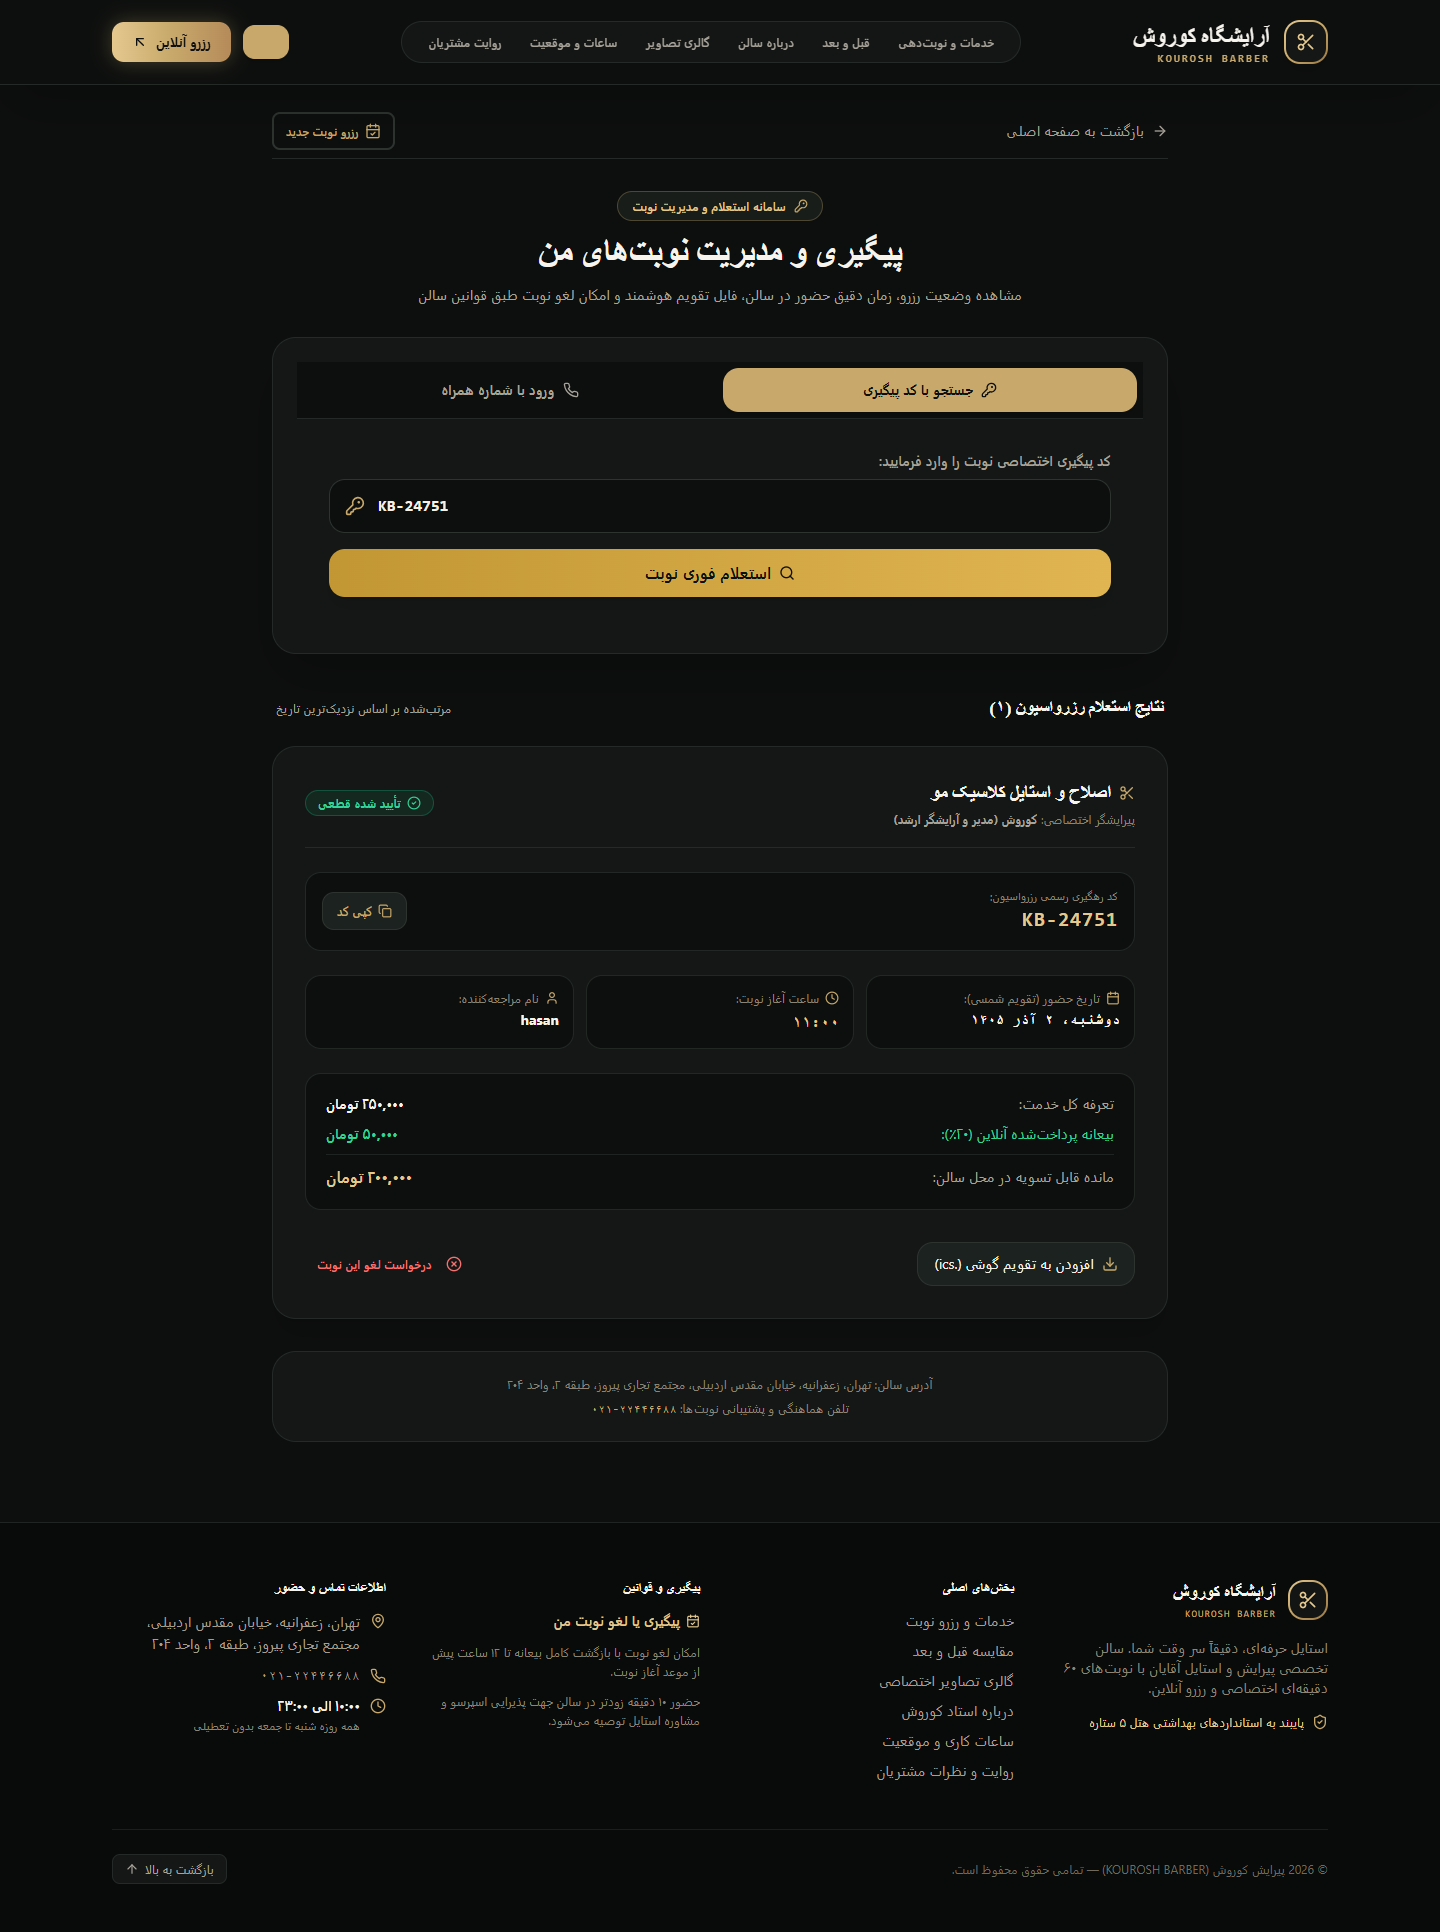 آرایشگاه کوروش
KOUROSH BARBER
خدمات و نوبت‌دهی
قبل و بعد
درباره سالن
گالری تصاویر
ساعات و موقعیت
روایت مشتریان
رزرو آنلاین
بازگشت به صفحه اصلی
رزرو نوبت جدید
سامانه استعلام و مدیریت نوبت
پیگیری و مدیریت نوبت‌های من
مشاهده وضعیت رزرو، زمان دقیق حضور در سالن، فایل تقویم هوشمند و امکان لغو نوبت طبق قوانین سالن
جستجو با کد پیگیری
ورود با شماره همراه
کد پیگیری اختصاصی نوبت را وارد فرمایید:
KB-24751
استعلام فوری نوبت
نتایج استعلام رزرواسیون (۱)
مرتب‌شده بر اساس نزدیک‌ترین تاریخ
اصلاح و استایل کلاسیک مو
تأیید شده قطعی
پیرایشگر اختصاصی: کوروش (مدیر و آرایشگر ارشد)
کد رهگیری رسمی رزرواسیون:
KB-24751
کپی کد
تاریخ حضور (تقویم شمسی):
دوشنبه، ۲ آذر ۱۴۰۵
ساعت آغاز نوبت:
۱۱:۰۰
نام مراجعه‌کننده:
hasan
تعرفه کل خدمت:
۲۵۰,۰۰۰ تومان
بیعانه پرداخت‌شده آنلاین (۲۰٪):
۵۰,۰۰۰ تومان
مانده قابل تسویه در محل سالن:
۲۰۰,۰۰۰ تومان
افزودن به تقویم گوشی (.ics)
درخواست لغو این نوبت
آدرس سالن: تهران، زعفرانیه، خیابان مقدس اردبیلی، مجتمع تجاری پیروز، طبقه ۲، واحد ۲۰۴
تلفن هماهنگی و پشتیبانی نوبت‌ها: ۰۲۱-۲۲۴۴۶۶۸۸
آرایشگاه کوروش
KOUROSH BARBER
استایل حرفه‌ای، دقیقاً سر وقت شما. سالن
تخصصی پیرایش و استایل آقایان با نوبت‌های ۶۰
دقیقه‌ای اختصاصی و رزرو آنلاین.
پایبند به استانداردهای بهداشتی هتل ۵ ستاره
بخش‌های اصلی
خدمات و رزرو نوبت
مقایسه قبل و بعد
گالری تصاویر اختصاصی
درباره استاد کوروش
ساعات کاری و موقعیت
روایت و نظرات مشتریان
پیگیری و قوانین
پیگیری یا لغو نوبت من
امکان لغو نوبت با بازگشت کامل بیعانه تا ۱۲ ساعت پیش
از موعد آغاز نوبت.
حضور ۱۰ دقیقه زودتر در سالن جهت پذیرایی اسپرسو و
مشاوره استایل توصیه می‌شود.
اطلاعات تماس و حضور
تهران، زعفرانیه، خیابان مقدس اردبیلی،
مجتمع تجاری پیروز، طبقه ۲، واحد ۲۰۴
۰۲۱-۲۲۴۴۶۶۸۸
۱۰:۰۰ الی ۲۳:۰۰
همه روزه شنبه تا جمعه بدون تعطیلی
© 2026 پیرایش کوروش (KOUROSH BARBER) — تمامی حقوق محفوظ است.
بازگشت به بالا